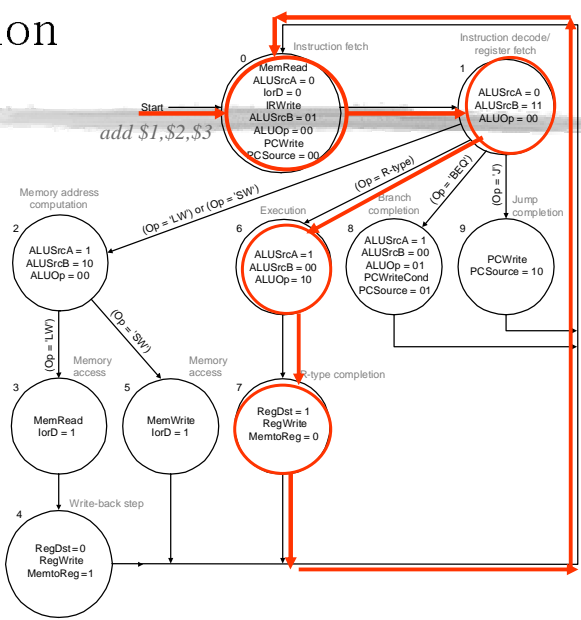 on
Instruction fetch
0
MemRead
ALUSrcA = 0
IorD = 0
IRWrite
ALUSrcB = 01
ALUOp = 00
PCWrite
PCSource = 00
Instruction decode/
register fetch
1
ALUSrcA = 0
ALUSrcB = 11
ALUOp = 00
Start
add $1,$2,$3
(Op = 'LW') or (Op = 'SW')
(Op = R-type)
(Op = 'BEQ')
(Op = 'J')
Memory address
computation
2
ALUSrcA = 1
ALUSrcB = 10
ALUOp = 00
Execution
6
ALUSrcA =1
ALUSrcB = 00
ALUOp = 10
Branch
completion
8
ALUSrcA = 1
ALUSrcB = 00
ALUOp = 01
PCWriteCond
PCSource = 01
Jump
completion
9
PCWrite
PCSource = 10
(Op = 'LW')
(Op = 'SW')
Memory
access
3
MemRead
IorD = 1
Memory
access
5
MemWrite
IorD = 1
R-type completion
7
RegDst = 1
RegWrite
MemtoReg = 0
Write-back step
4
RegDst=0
RegWrite
MemtoReg=1